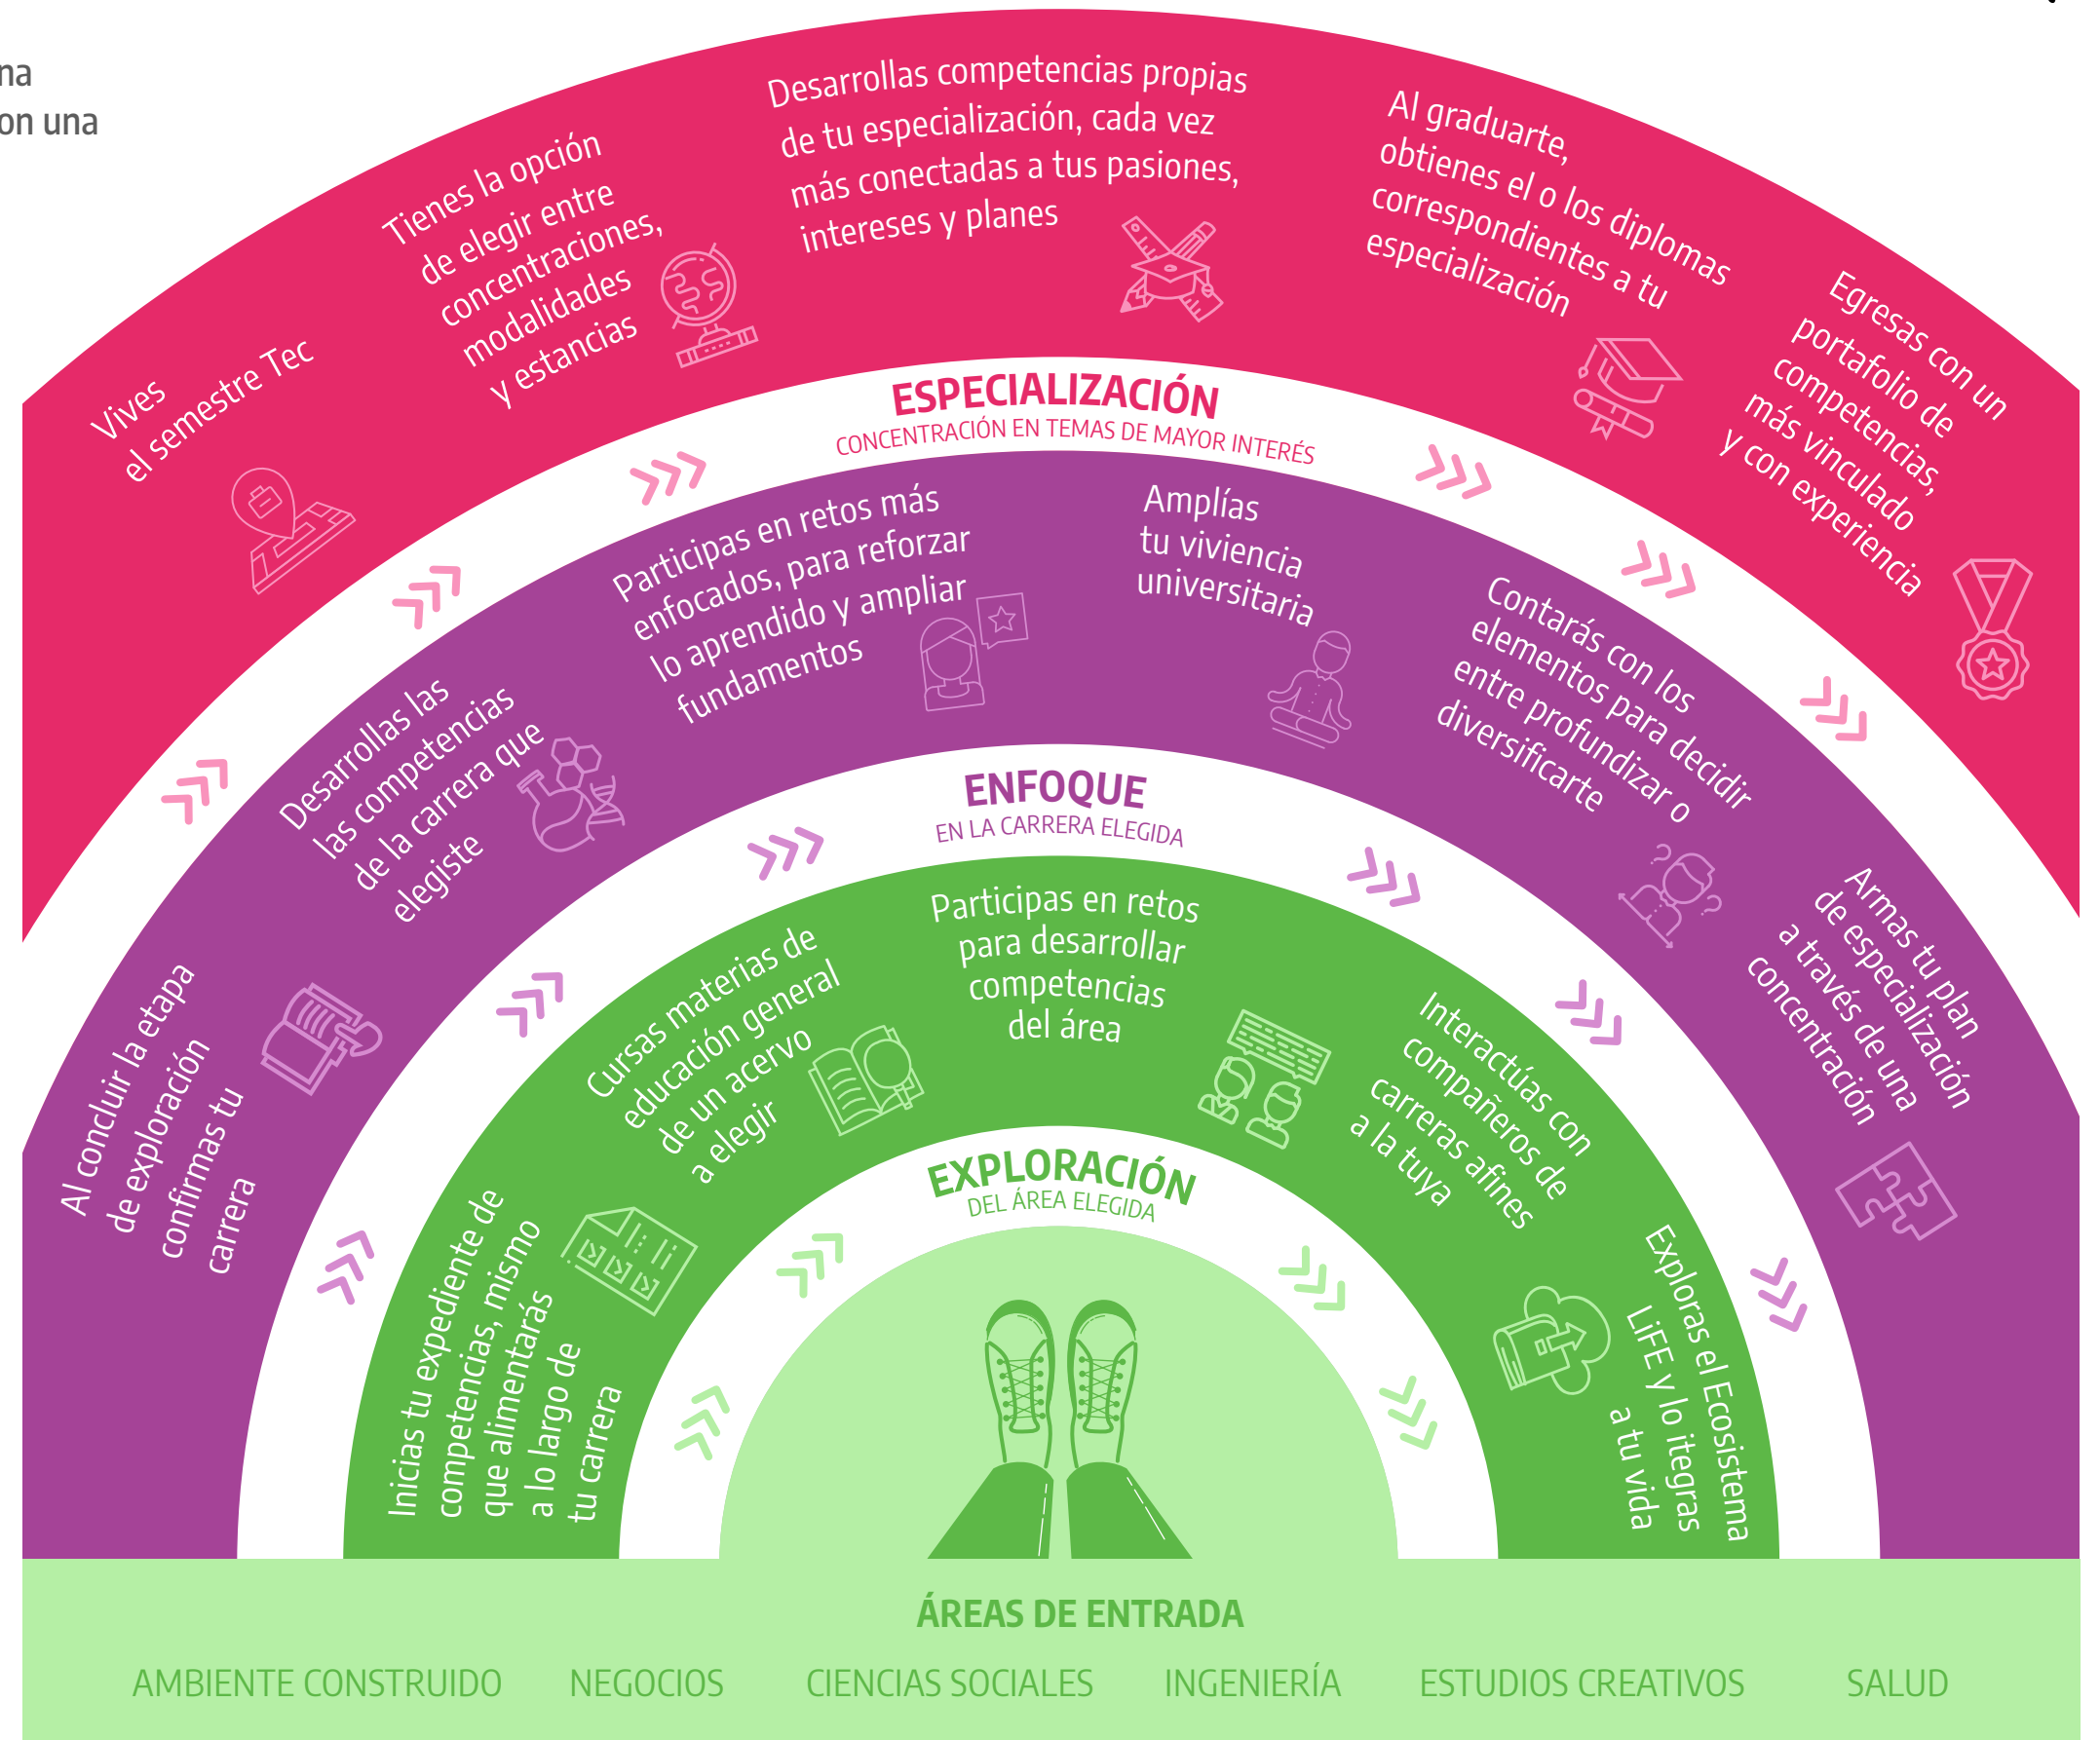 na
on una
Vives
el semestre Tec
Tienes la opción
de elegir entre
concentraciones,
modalidades
y estancias
Desarrollas competencias propias
de tu especialización, cada vez
más conectadas a tus pasiones,
intereses y planes
Al graduarte,
obtienes el o los diplomas
correspondientes a tu
especialización
Egresas con un
portafolio de
competencias,
más vinculado
y con experiencia
ESPECIALIZACIÓN
CONCENTRACIÓN EN TEMAS DE MAYOR INTERÉS
Al concluir la etapa
de exploración
confirmas tu
carrera
Desarrollas las
las competencias
de la carrera que
elegiste
Participas en retos más
enfocados, para reforzar
lo aprendido y ampliar
fundamentos
Amplías
tu viviencia
universitaria
Contarás con los
elementos para decidir
entre profundizar o
diversificarte
Armas tu plan
de especialización
a través de una
concentración
ENFOQUE
EN LA CARRERA ELEGIDA
Inicias tu expediente de
competencias, mismo
que alimentarás
a lo largo de
tu carrera
Cursas materias de
educación general
de un acervo
a elegir
Participas en retos
para desarrollar
competencias
del área
Interactúas con
compañeros de
carreras afines
a la tuya
Exploras el Ecosistema
LiFE y lo itegras
a tu vida
EXPLORACIÓN
DEL ÁREA ELEGIDA
ÁREAS DE ENTRADA
AMBIENTE CONSTRUIDO NEGOCIOS CIENCIAS SOCIALES INGENIERÍA ESTUDIOS CREATIVOS SALUD